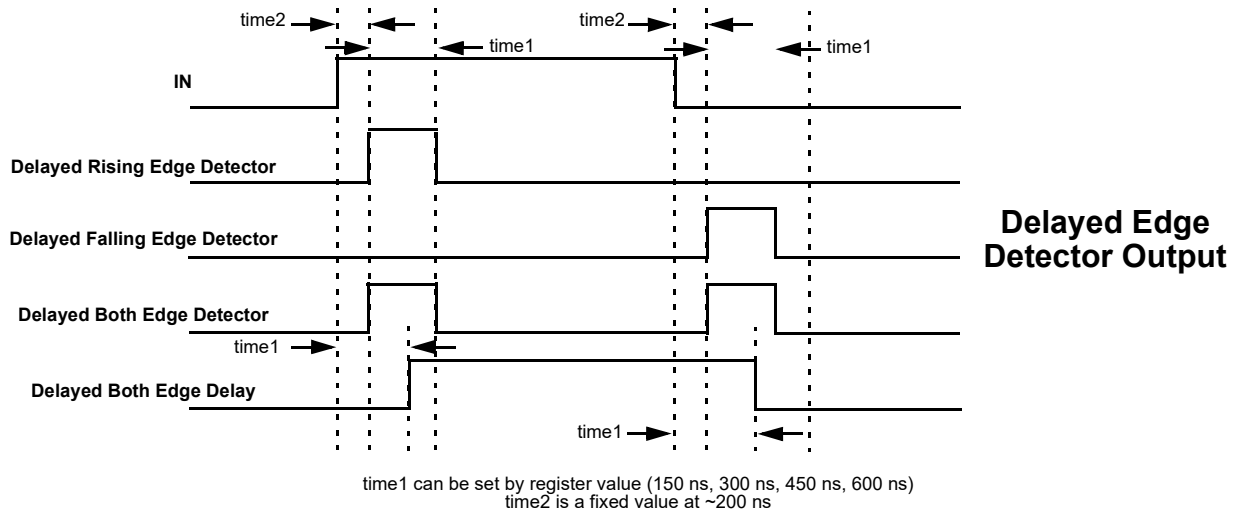 time2
time2
time1
time1
IN
Delayed Rising Edge Detector
Delayed Falling Edge Detector
Delayed Edge
Detector Output
Delayed Both Edge Detector
time1
Delayed Both Edge Delay
time1
time1 can be set by register value (150 ns, 300 ns, 450 ns, 600 ns)
time2 is a fixed value at ~200 ns